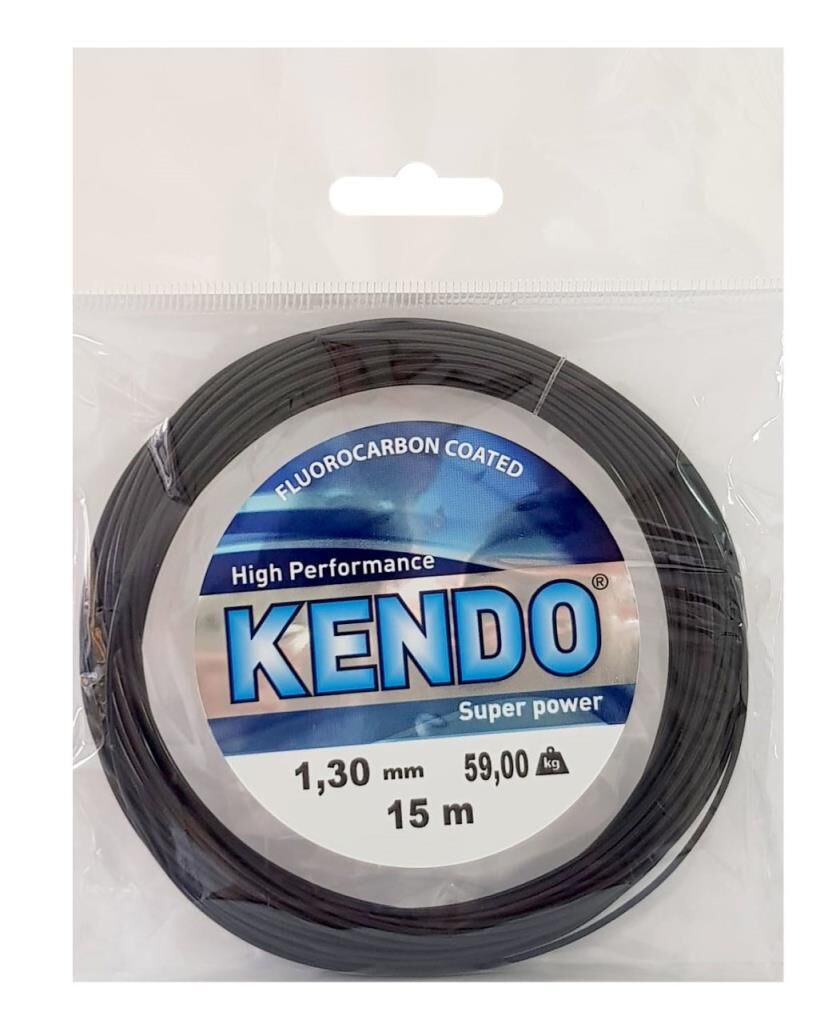 FLUOROCARBON COATED
High Performance
KENDO®
Super power
1,30 mm 59,00 kg
15 m